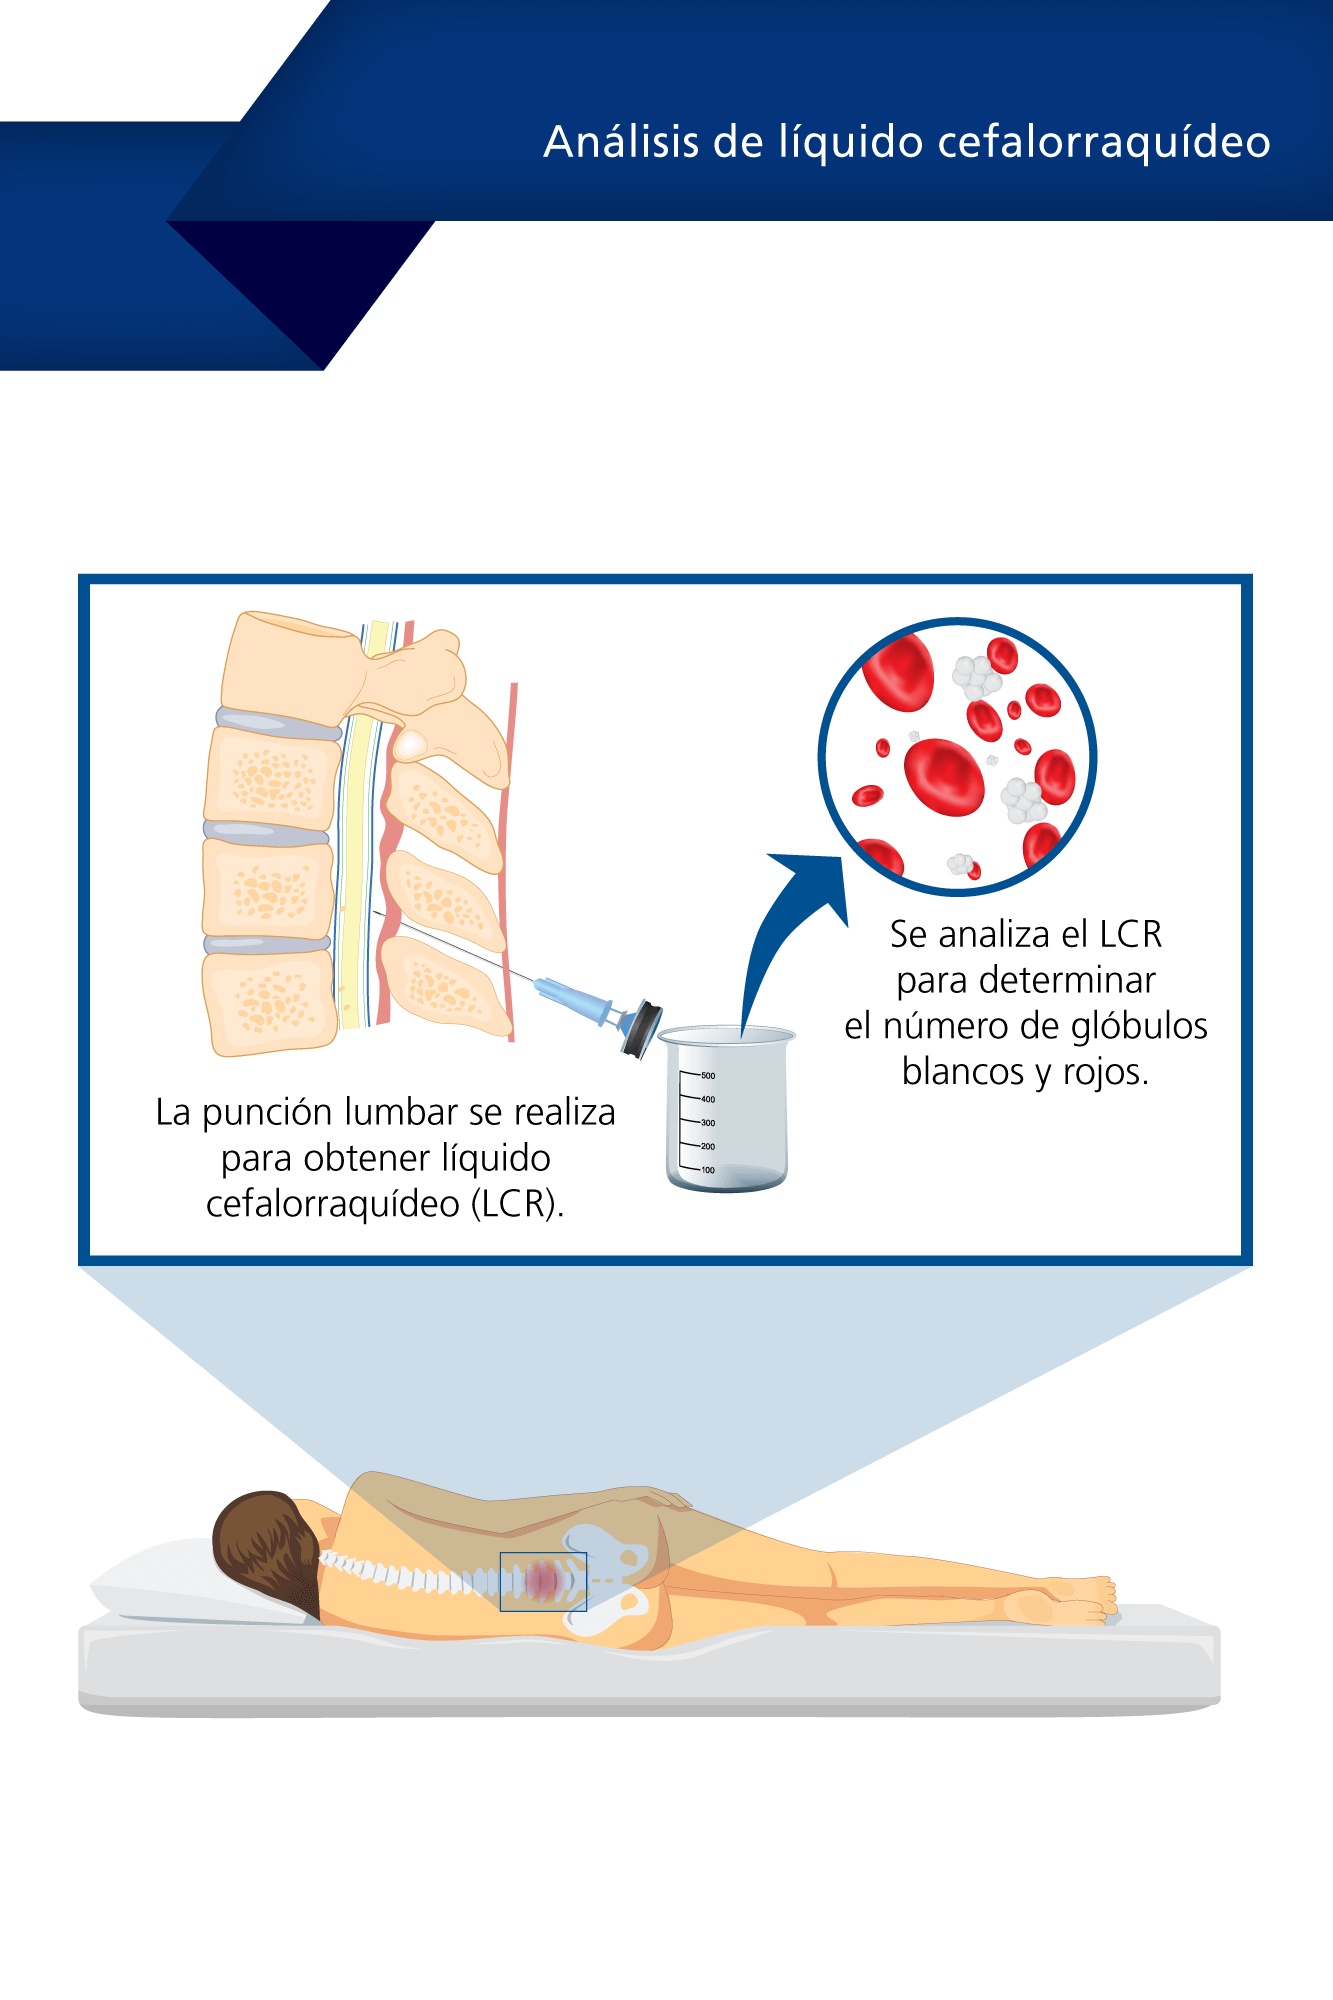 Análisis de líquido cefalorraquídeo
Se analiza el LCR
para determinar
el número de glóbulos
blancos y rojos.
500
400
300
200
100
La punción lumbar se realiza
para obtener líquido
cefalorraquídeo (LCR).